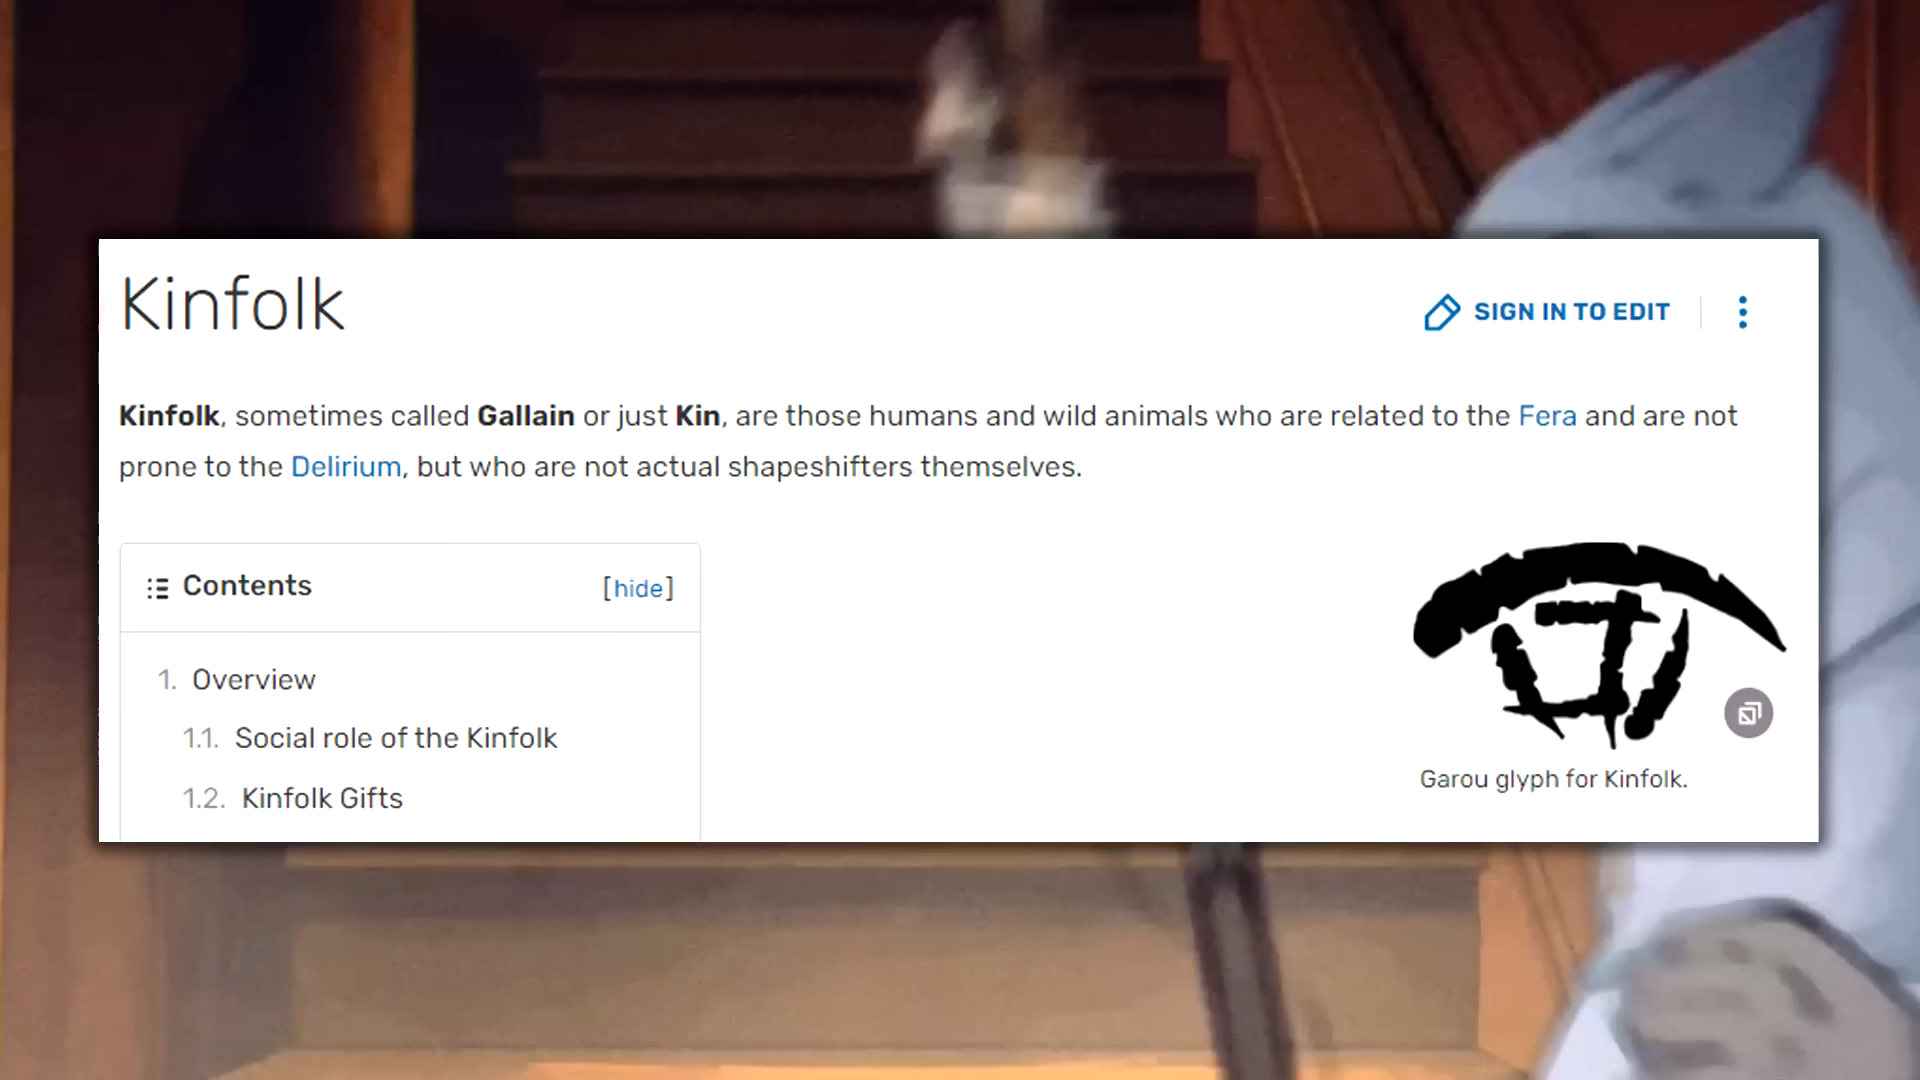 Kinfolk
SIGN IN TO EDIT
Kinfolk, sometimes called Gallain or just Kin, are those humans and wild animals who are related to the Fera and are not
prone to the Delirium, but who are not actual shapeshifters themselves.
Contents [hide]
1. Overview
1.1. Social role of the Kinfolk
1.2. Kinfolk Gifts
Garou glyph for Kinfolk.